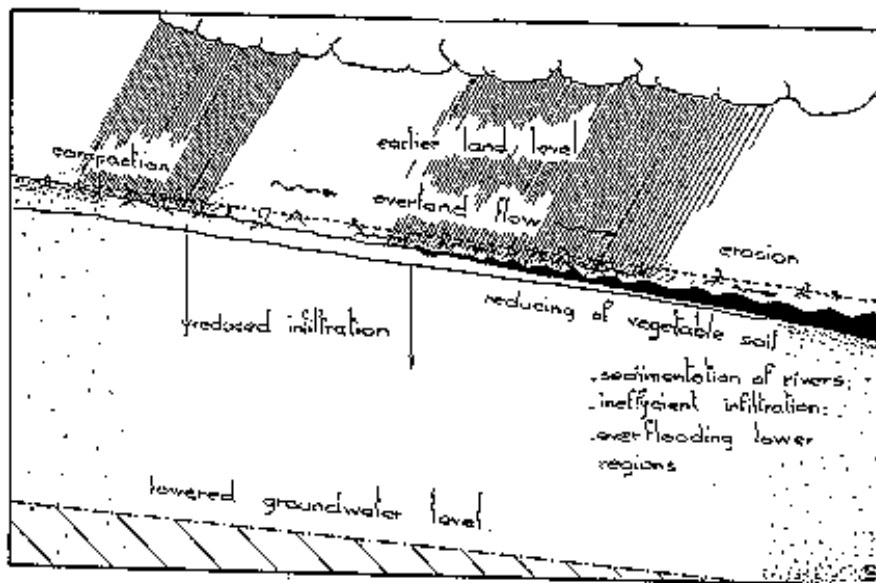 compaction
earlier land level
overland flow
erosion
reduced infiltration
reducing of vegetable soil
sedimentation of rivers;
inefficient infiltration;
overflooding lower
regions
lowered groundwater level